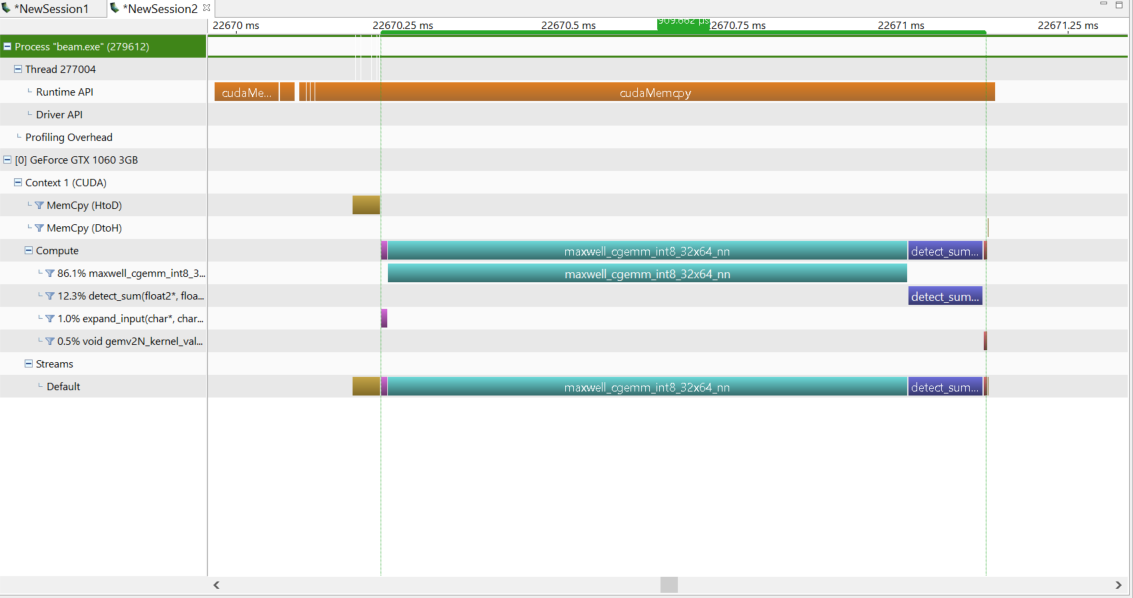 *NewSession1 *NewSession2
22670 ms 22670.25 ms 22670.5 ms 22670.75 ms 22671 ms 22671.25 ms
Process "beam.exe" (279612)
Thread 277004
Runtime API cudaMe... cudaMemcpy
Driver API
Profiling Overhead
[0] GeForce GTX 1060 3GB
Context 1 (CUDA)
MemCpy (HtoD)
MemCpy (DtoH)
Compute maxwell_cgemm_int8_32x64_nn detect_sum...
86.1% maxwell_cgemm_int8_3... maxwell_cgemm_int8_32x64_nn
12.3% detect_sum(float2*, floa... detect_sum...
1.0% expand_input(char*, char...
0.5% void gemv2N_kernel_val...
Streams
Default maxwell_cgemm_int8_32x64_nn detect_sum...